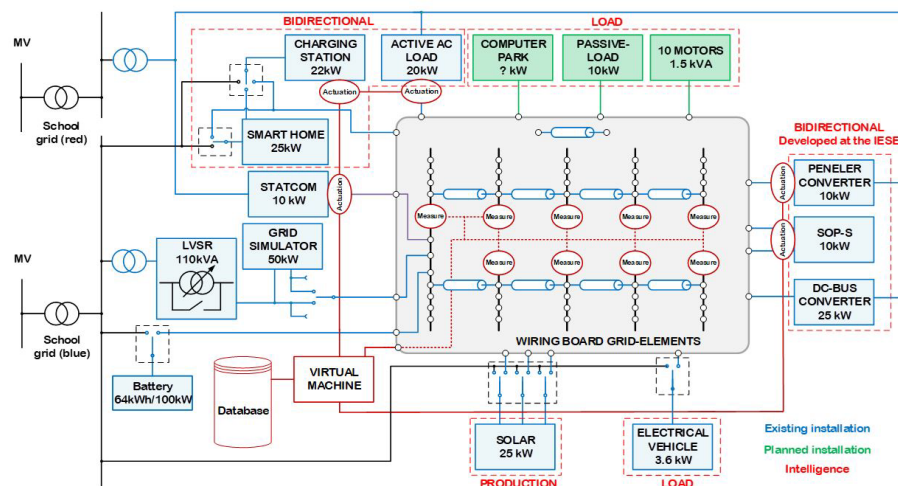 BIDIRECTIONAL
LOAD
MV
CHARGING
STATION
22kW
ACTIVE AC
LOAD
20kW
COMPUTER
PARK
? kW
PASSIVE-
LOAD
10kW
10 MOTORS
1.5 kVA
Actuation
Actuation
School
grid (red)
SMART HOME
25kW
BIDIRECTIONAL
Developed at the IESE
STATCOM
10 kW
Actuation
Actuation
PENELER
CONVERTER
10kW
Measure
Measure
Measure
Measure
Measure
GRID
SIMULATOR
50kW
LVSR
110kVA
MV
Actuation
SOP-S
10kW
Measure
Measure
Measure
Measure
DC-BUS
CONVERTER
25 kW
School
grid (blue)
WIRING BOARD GRID-ELEMENTS
VIRTUAL
MACHINE
Battery
64kWh/100kW
Database
SOLAR
25 kW
ELECTRICAL
VEHICLE
3.6 kW
PRODUCTION
LOAD
Existing installation
Planned installation
Intelligence